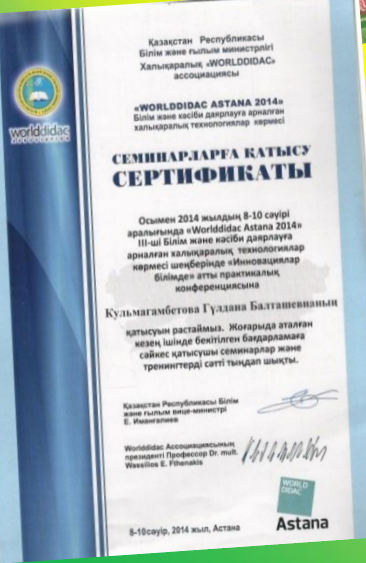 Қазақстан Республикасы
Білім және ғылым министрлігі
Халықаралық «WORLDDIDAC»
ассоциациясы
worlddidac
«WORLDDIDAC ASTANA 2014»
Білім және кәсіби даярлауға арналған
халықаралық технологиялар көрмесі
СЕМИНАРЛАРҒА ҚАТЫСУ
СЕРТИФИКАТЫ
Осымен 2014 жылдың 8-10 сәуірі
аралығында «Worlddidac Astana 2014»
III-ші Білім және кәсіби даярлауға
арналған халықаралық технологиялар
көрмесі шеңберінде «Инновациялар
білімде» атты практикалық
конференциясына
Кульмагамбетова Гүлдана Балташевнаның
қатысуын растаймыз. Жоғарыда аталған
кезең ішінде бекітілген бағдарламаға
сәйкес қатысушы семинарлар және
тренингтерді сәтті тыңдап шықты.
Қазақстан Республикасы Білім
және ғылым вице-министрі
Е. Иманғалиев
Worlddidac Ассоциациясының
президенті Профессор Dr. mult.
Wassilios E. Fthenakis
WORLD
DIDAC
Astana
8-10сәуір, 2014 жыл, Астана